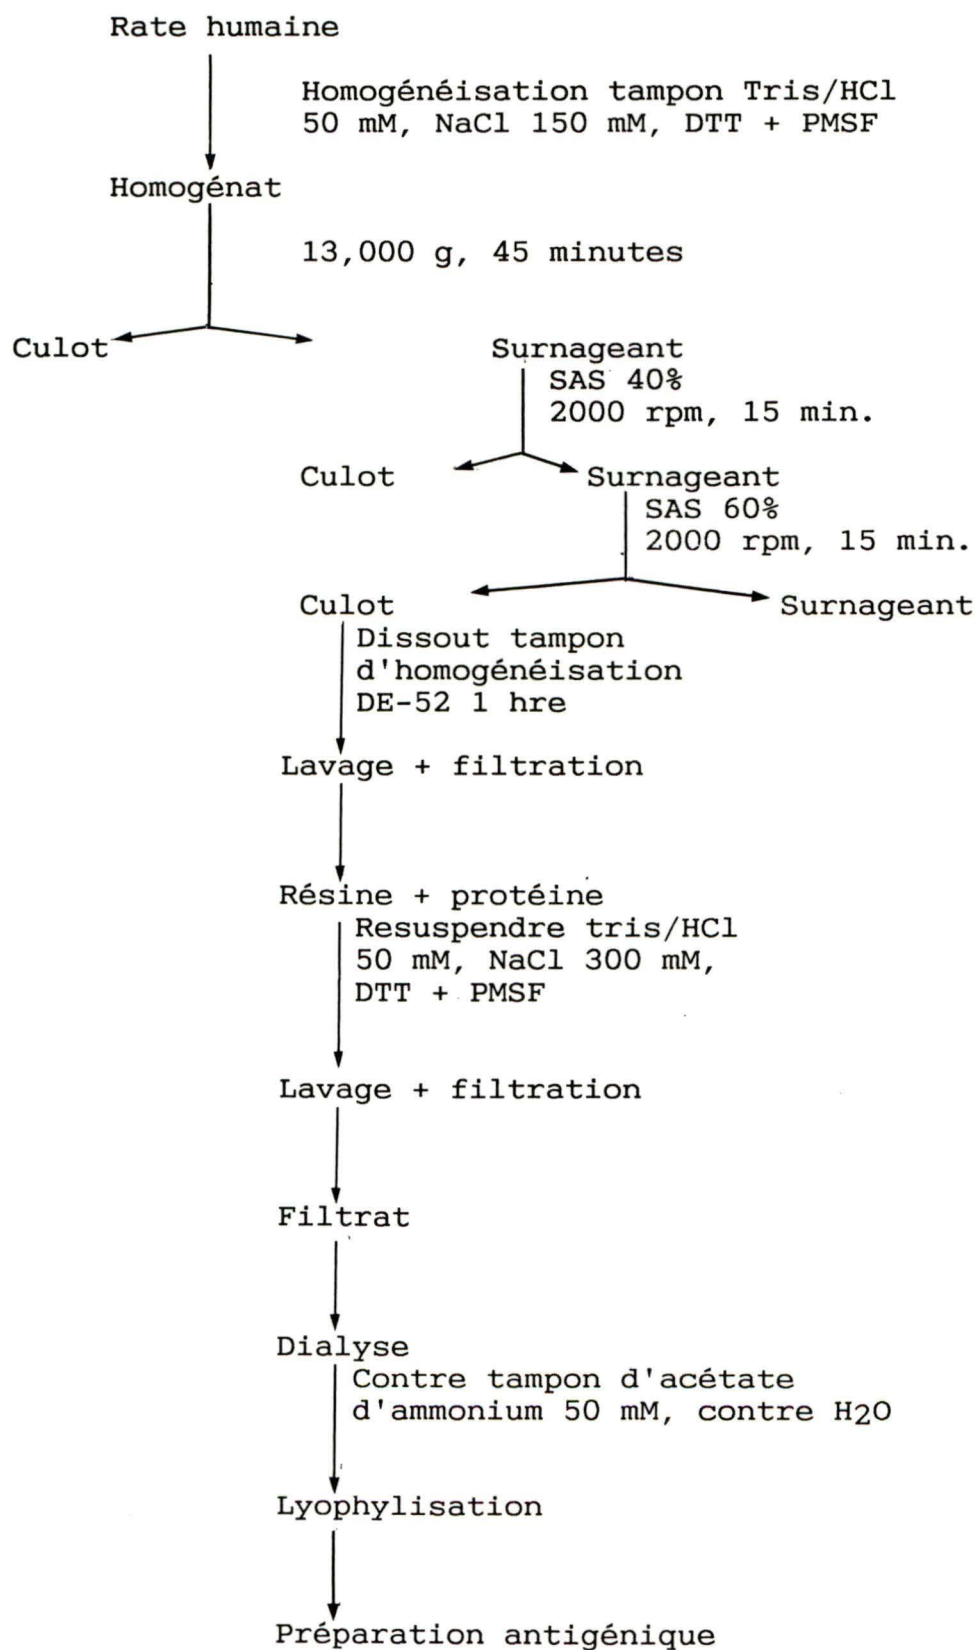 Rate humaine
Homogénéisation tampon Tris/HCl
50 mM, NaCl 150 mM, DTT + PMSF
Homogénat
13,000 g, 45 minutes
Culot
Surnageant
SAS 40%
2000 rpm, 15 min.
Culot
Surnageant
SAS 60%
2000 rpm, 15 min.
Culot
Surnageant
Dissout tampon
d'homogénéisation
DE-52 1 hre
Lavage + filtration
Résine + protéine
Resuspendre tris/HCl
50 mM, NaCl 300 mM,
DTT + PMSF
Lavage + filtration
Filtrat
Dialyse
Contre tampon d'acétate
d'ammonium 50 mM, contre H2O
Lyophylisation
Préparation antigénique